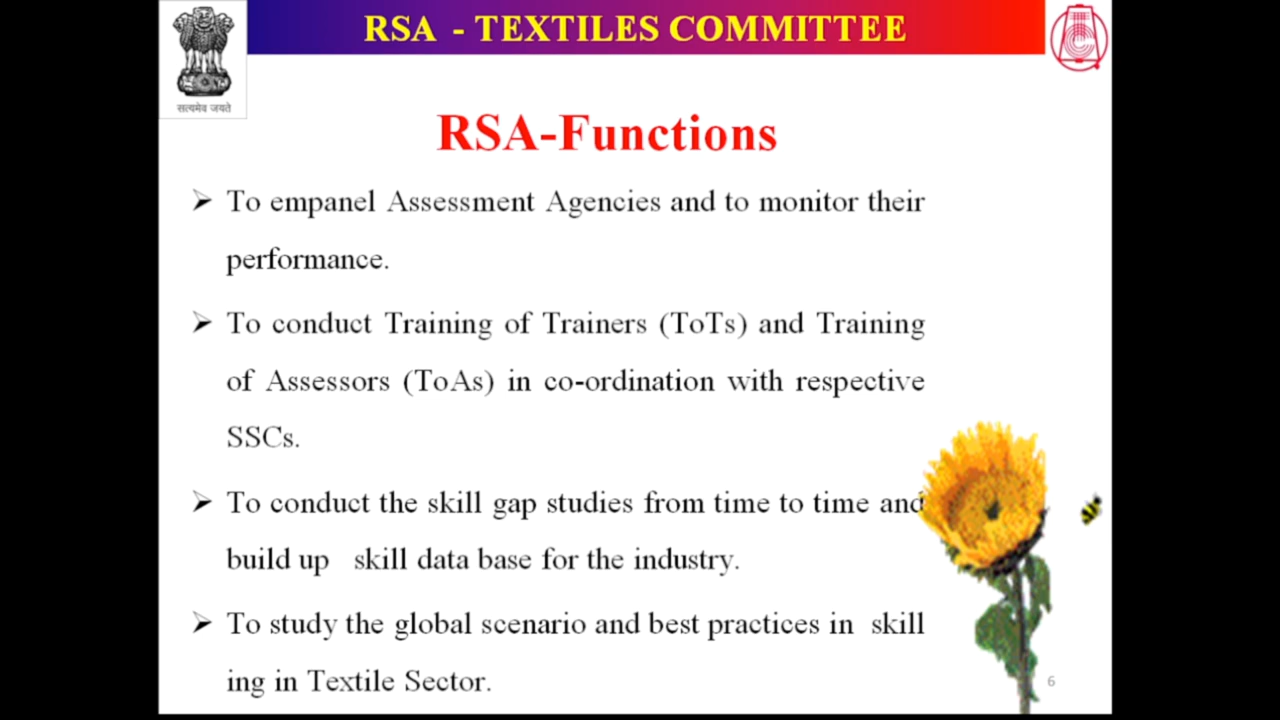 RSA - TEXTILES COMMITTEE
सत्यमेव जयते
RSA-Functions
➢ To empanel Assessment Agencies and to monitor their
performance.
➢ To conduct Training of Trainers (ToTs) and Training
of Assessors (ToAs) in co-ordination with respective
SSCs.
➢ To conduct the skill gap studies from time to time and
build up skill data base for the industry.
➢ To study the global scenario and best practices in skill
ing in Textile Sector.
6